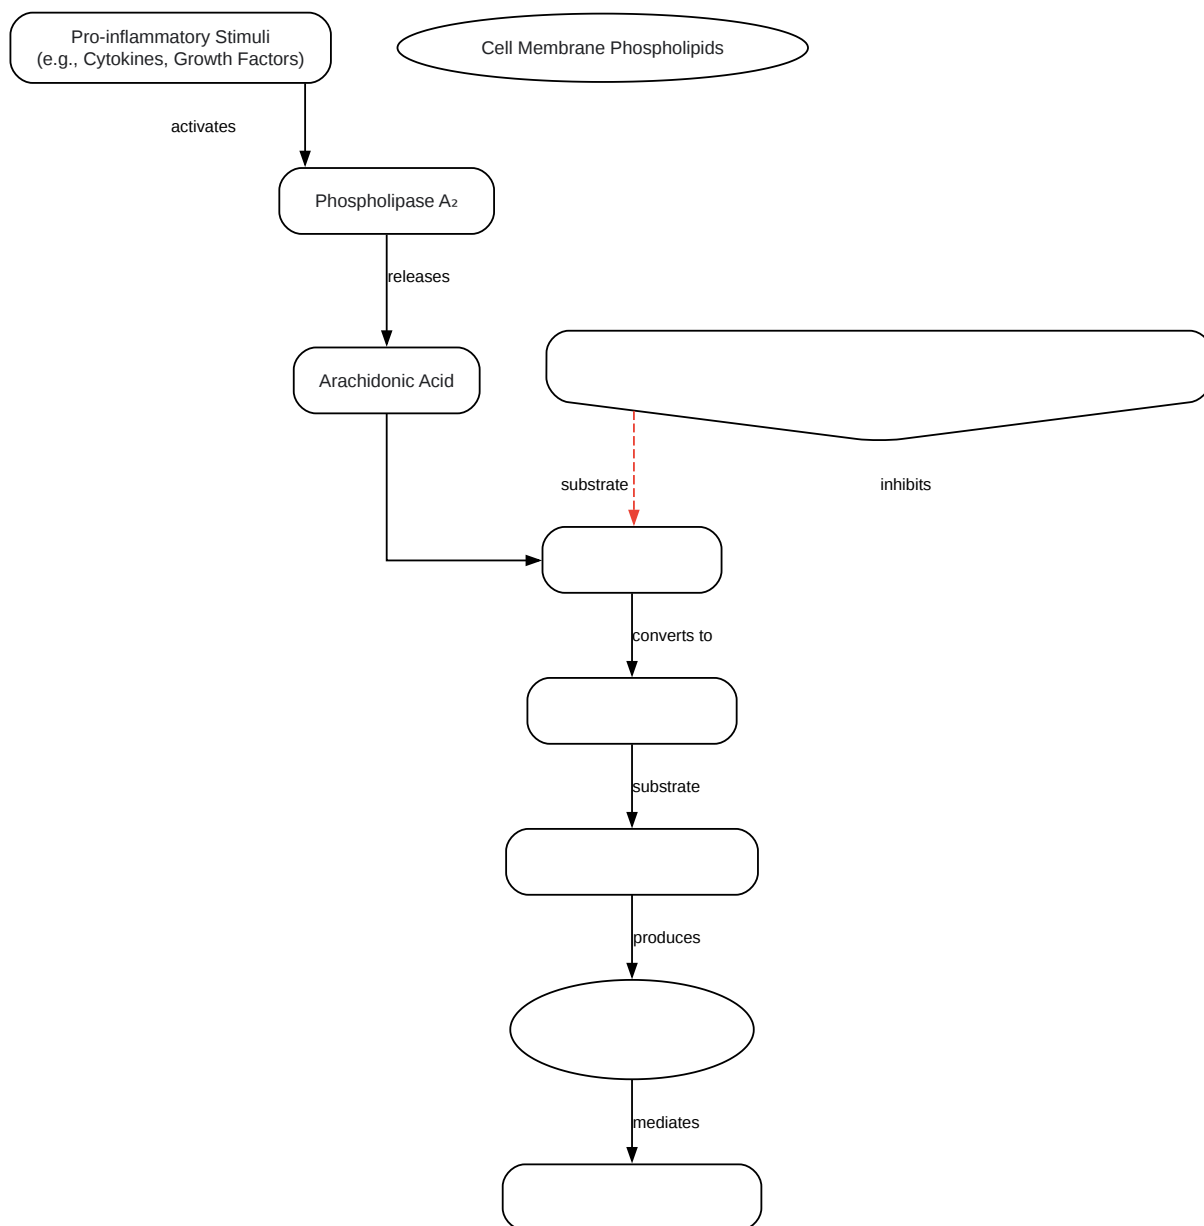 Pro-inflammatory Stimuli
(e.g., Cytokines, Growth Factors)
Cell Membrane Phospholipids
activates
Phospholipase A₂
releases
Arachidonic Acid
substrate
inhibits
converts to
substrate
produces
mediates